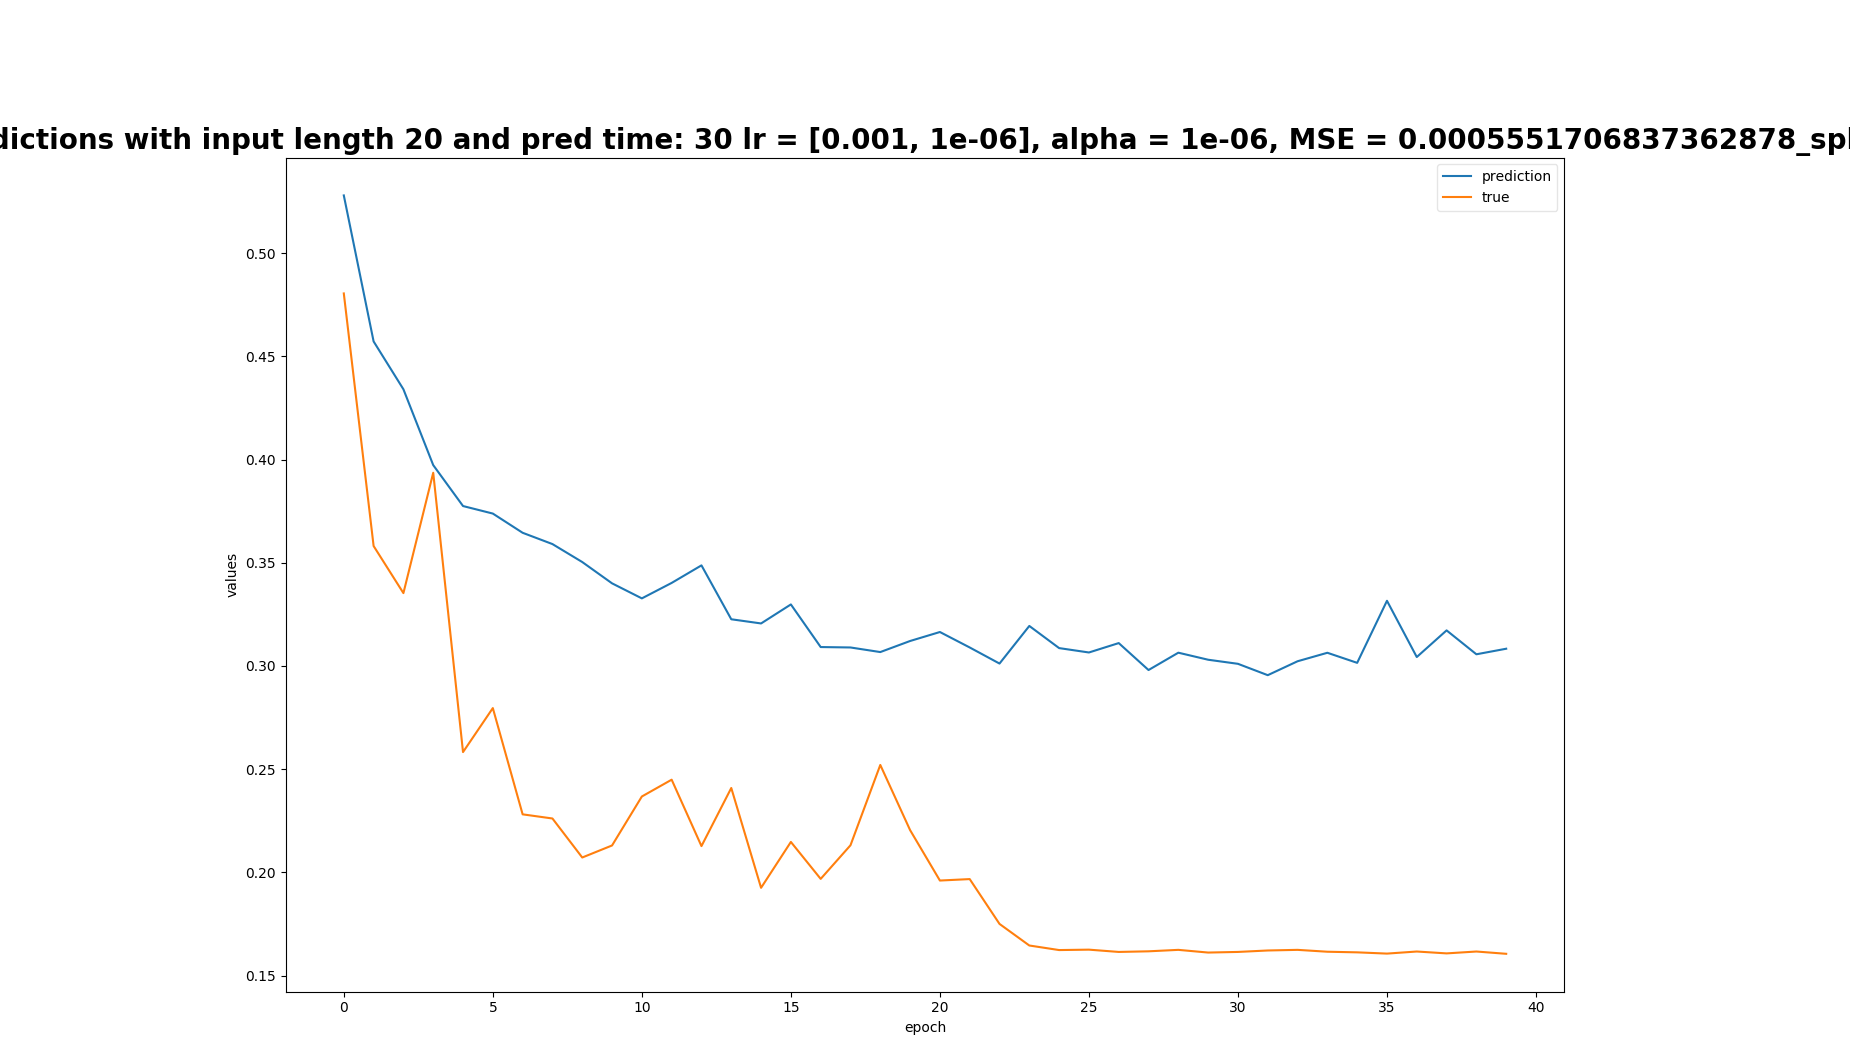 dictions with input length 20 and pred time: 30 lr = [0.001, 1e-06], alpha = 1e-06, MSE = 0.0005551706837362878_spl
prediction
true
0.50
0.45
0.40
0.35
0.30
0.25
0.20
0.15
values
0 5 10 15 20 25 30 35 40
epoch